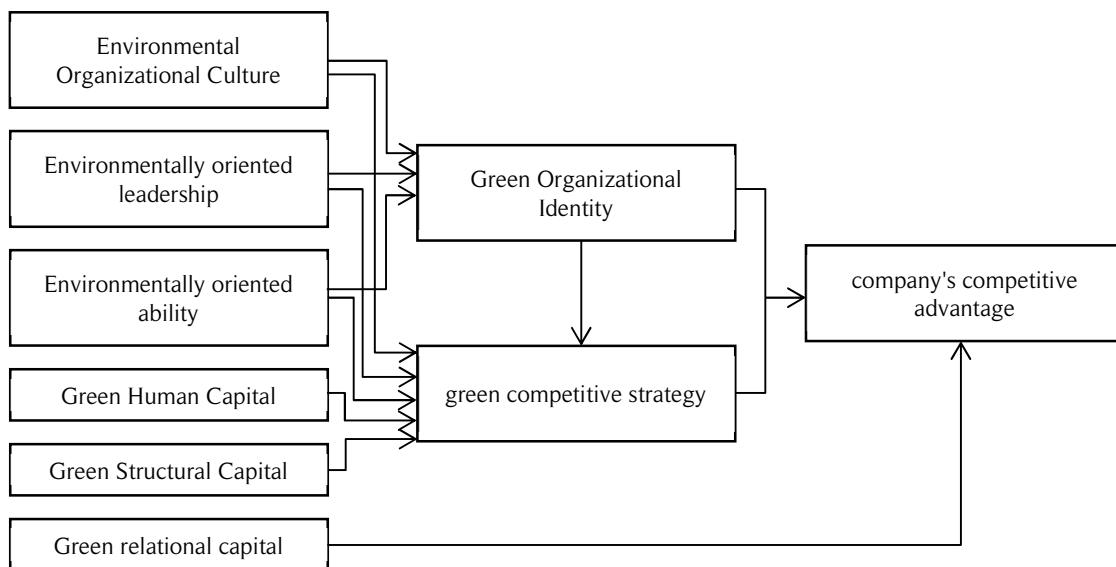 Environmental
Organizational Culture
Environmentally oriented
leadership
Environmentally oriented
ability
Green Human Capital
Green Structural Capital
Green relational capital
Green Organizational
Identity
green competitive strategy
company's competitive
advantage